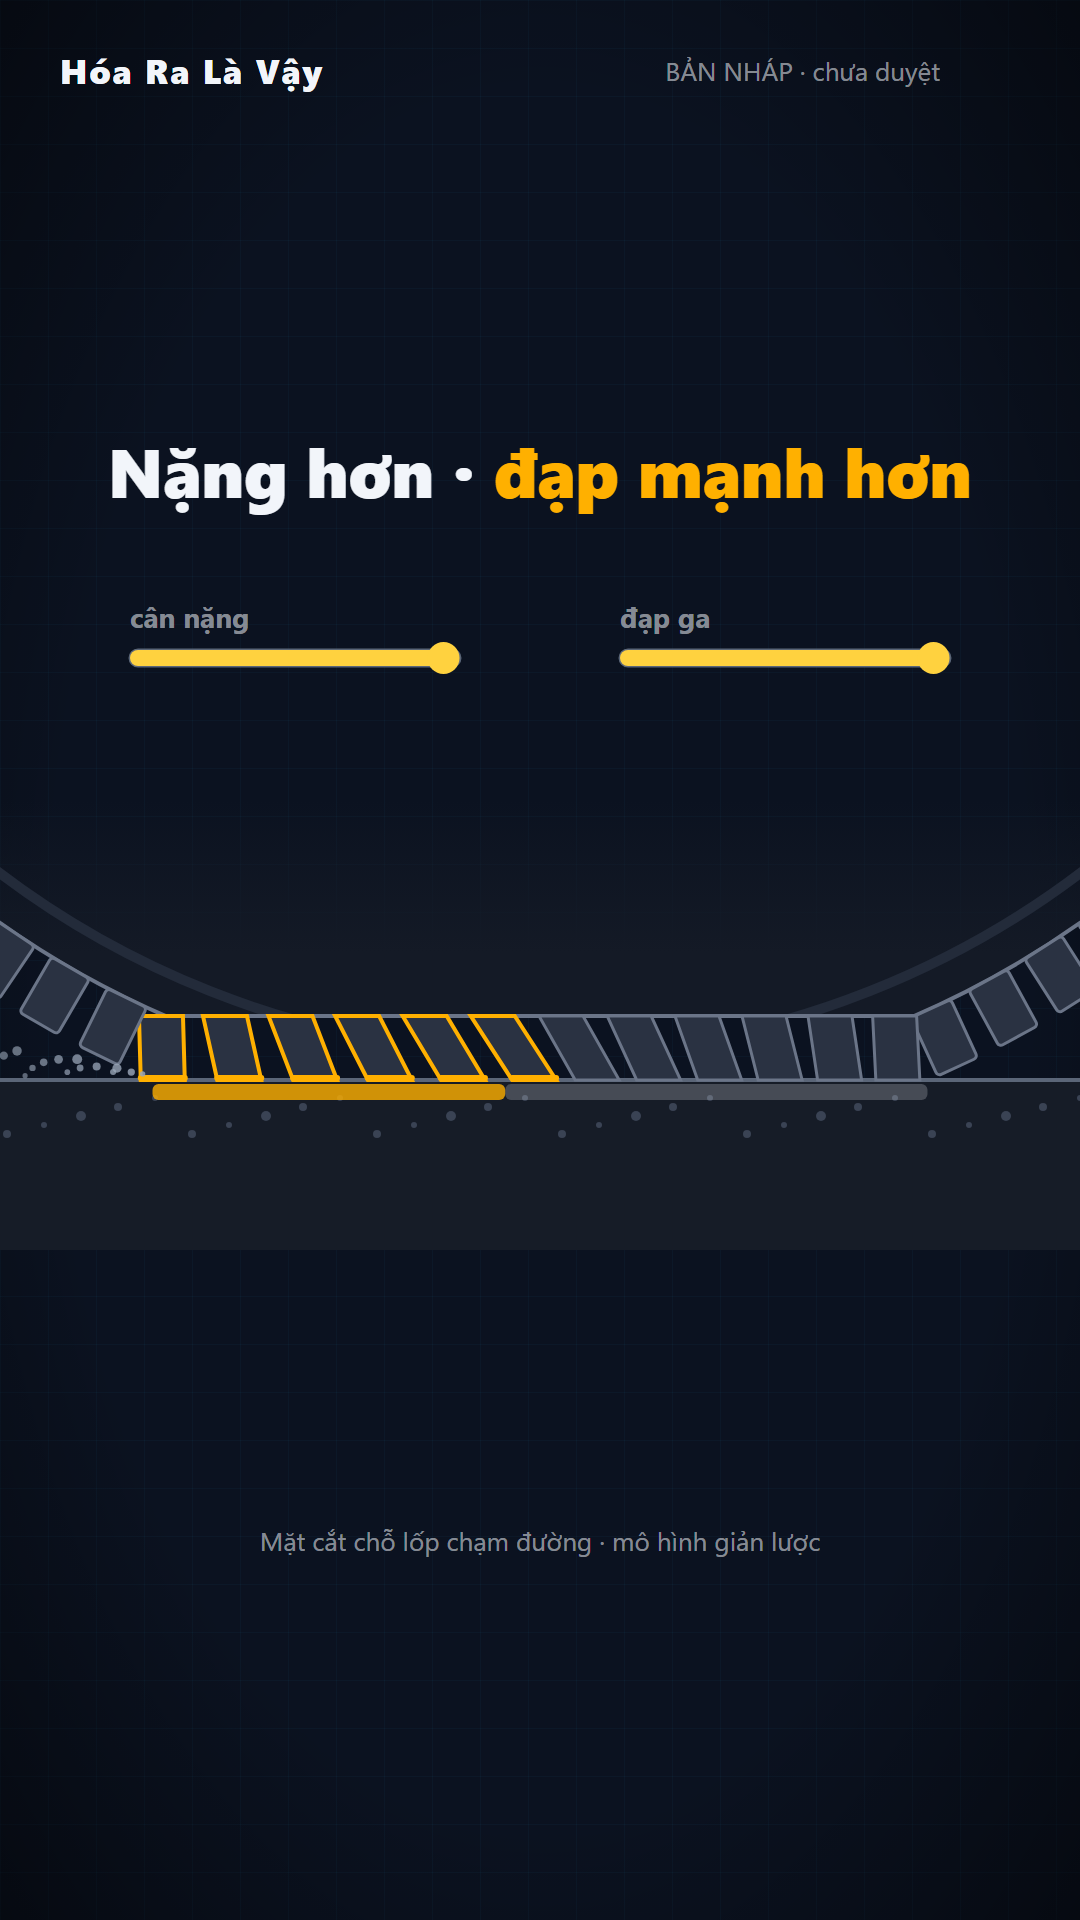 Hóa Ra Là Vậy
BẢN NHÁP · chưa duyệt
Nặng hơn · đạp mạnh hơn
cân nặng
đạp ga
Mặt cắt chỗ lốp chạm đường · mô hình giản lược